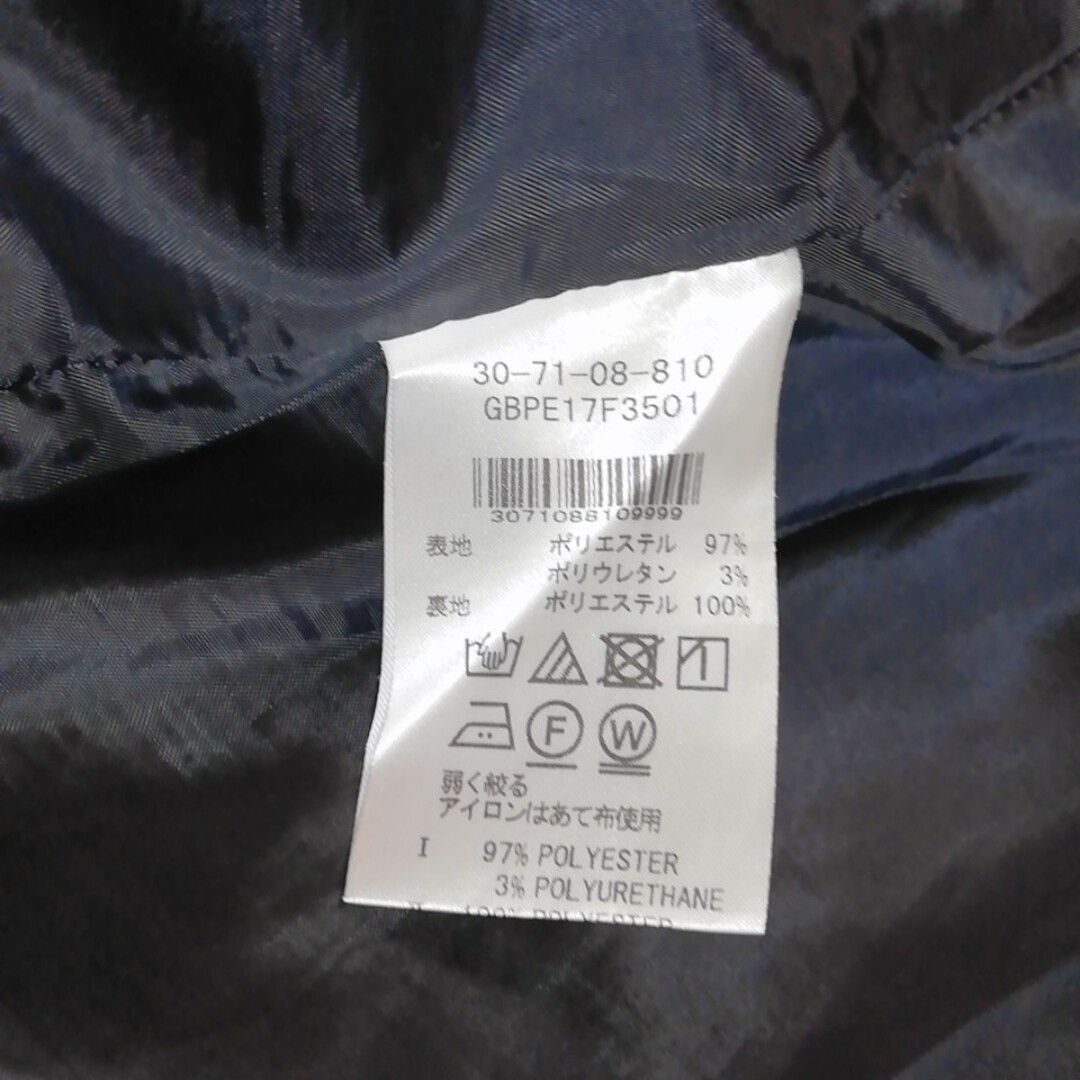 30-71-08-810
GBPE17F3501
3071088109999
表地 ポリエステル 97%
ポリウレタン 3%
裏地 ポリエステル 100%
F W
弱く絞る
アイロンはあて布使用
I 97% POLYESTER
3% POLYURETHANE
100% POLYESTER